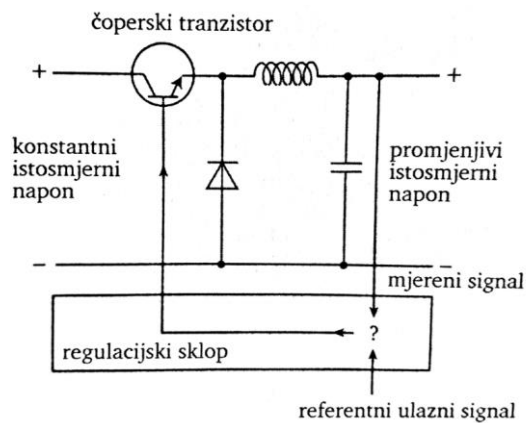 čoperski tranzistor
+
+
konstantni
istosmjerni
napon
promjenjivi
istosmjerni
napon
−
−
mjereni signal
?
regulacijski sklop
referentni ulazni signal